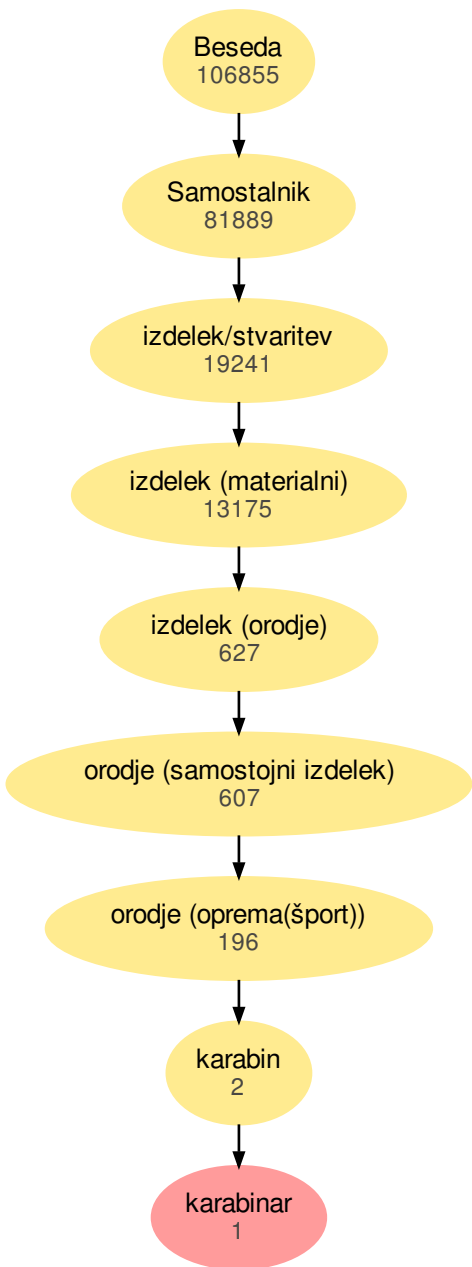 Beseda
106855
Samostalnik
81889
izdelek/stvaritev
19241
izdelek (materialni)
13175
izdelek (orodje)
627
orodje (samostojni izdelek)
607
orodje (oprema(šport))
196
karabin
2
karabinar
1